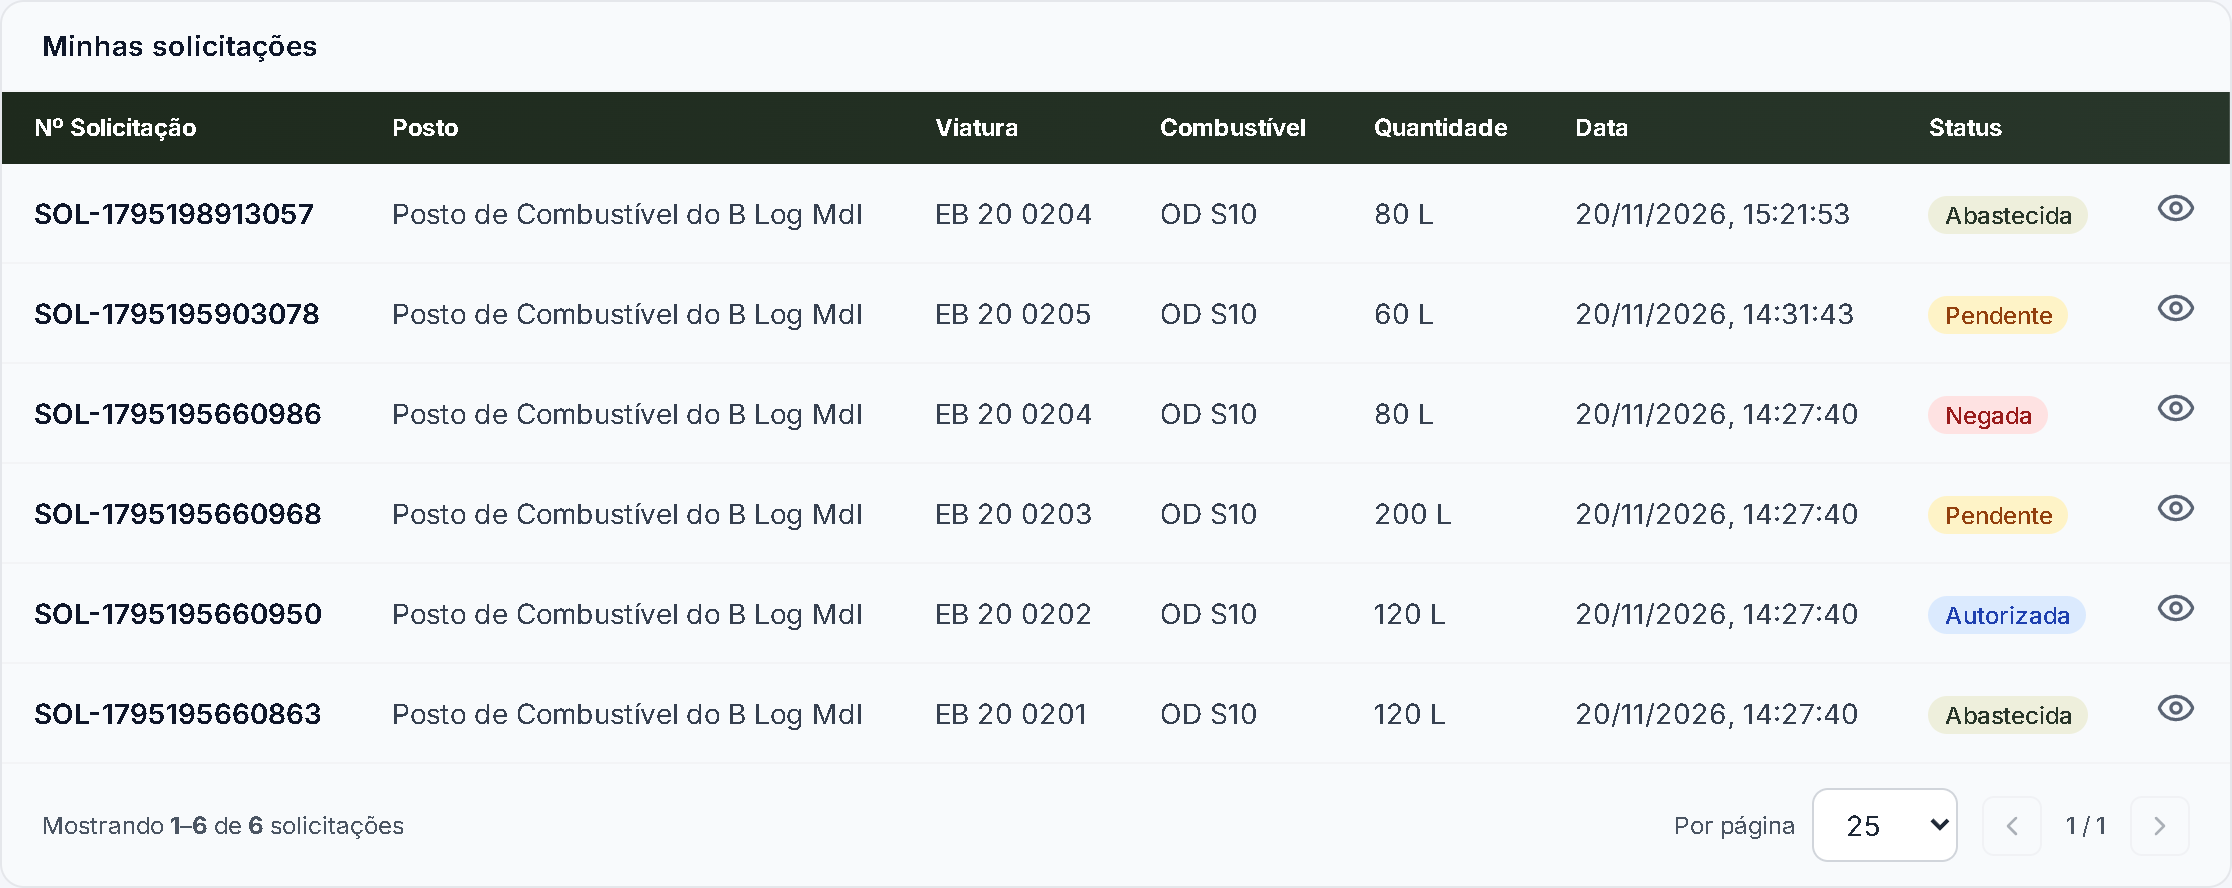 Minhas solicitações
Nº Solicitação Posto Viatura Combustível Quantidade Data Status
SOL-1795198913057 Posto de Combustível do B Log Mdl EB 20 0204 OD S10 80 L 20/11/2026, 15:21:53 Abastecida
SOL-1795195903078 Posto de Combustível do B Log Mdl EB 20 0205 OD S10 60 L 20/11/2026, 14:31:43 Pendente
SOL-1795195660986 Posto de Combustível do B Log Mdl EB 20 0204 OD S10 80 L 20/11/2026, 14:27:40 Negada
SOL-1795195660968 Posto de Combustível do B Log Mdl EB 20 0203 OD S10 200 L 20/11/2026, 14:27:40 Pendente
SOL-1795195660950 Posto de Combustível do B Log Mdl EB 20 0202 OD S10 120 L 20/11/2026, 14:27:40 Autorizada
SOL-1795195660863 Posto de Combustível do B Log Mdl EB 20 0201 OD S10 120 L 20/11/2026, 14:27:40 Abastecida
Mostrando 1–6 de 6 solicitações Por página 25 1 / 1